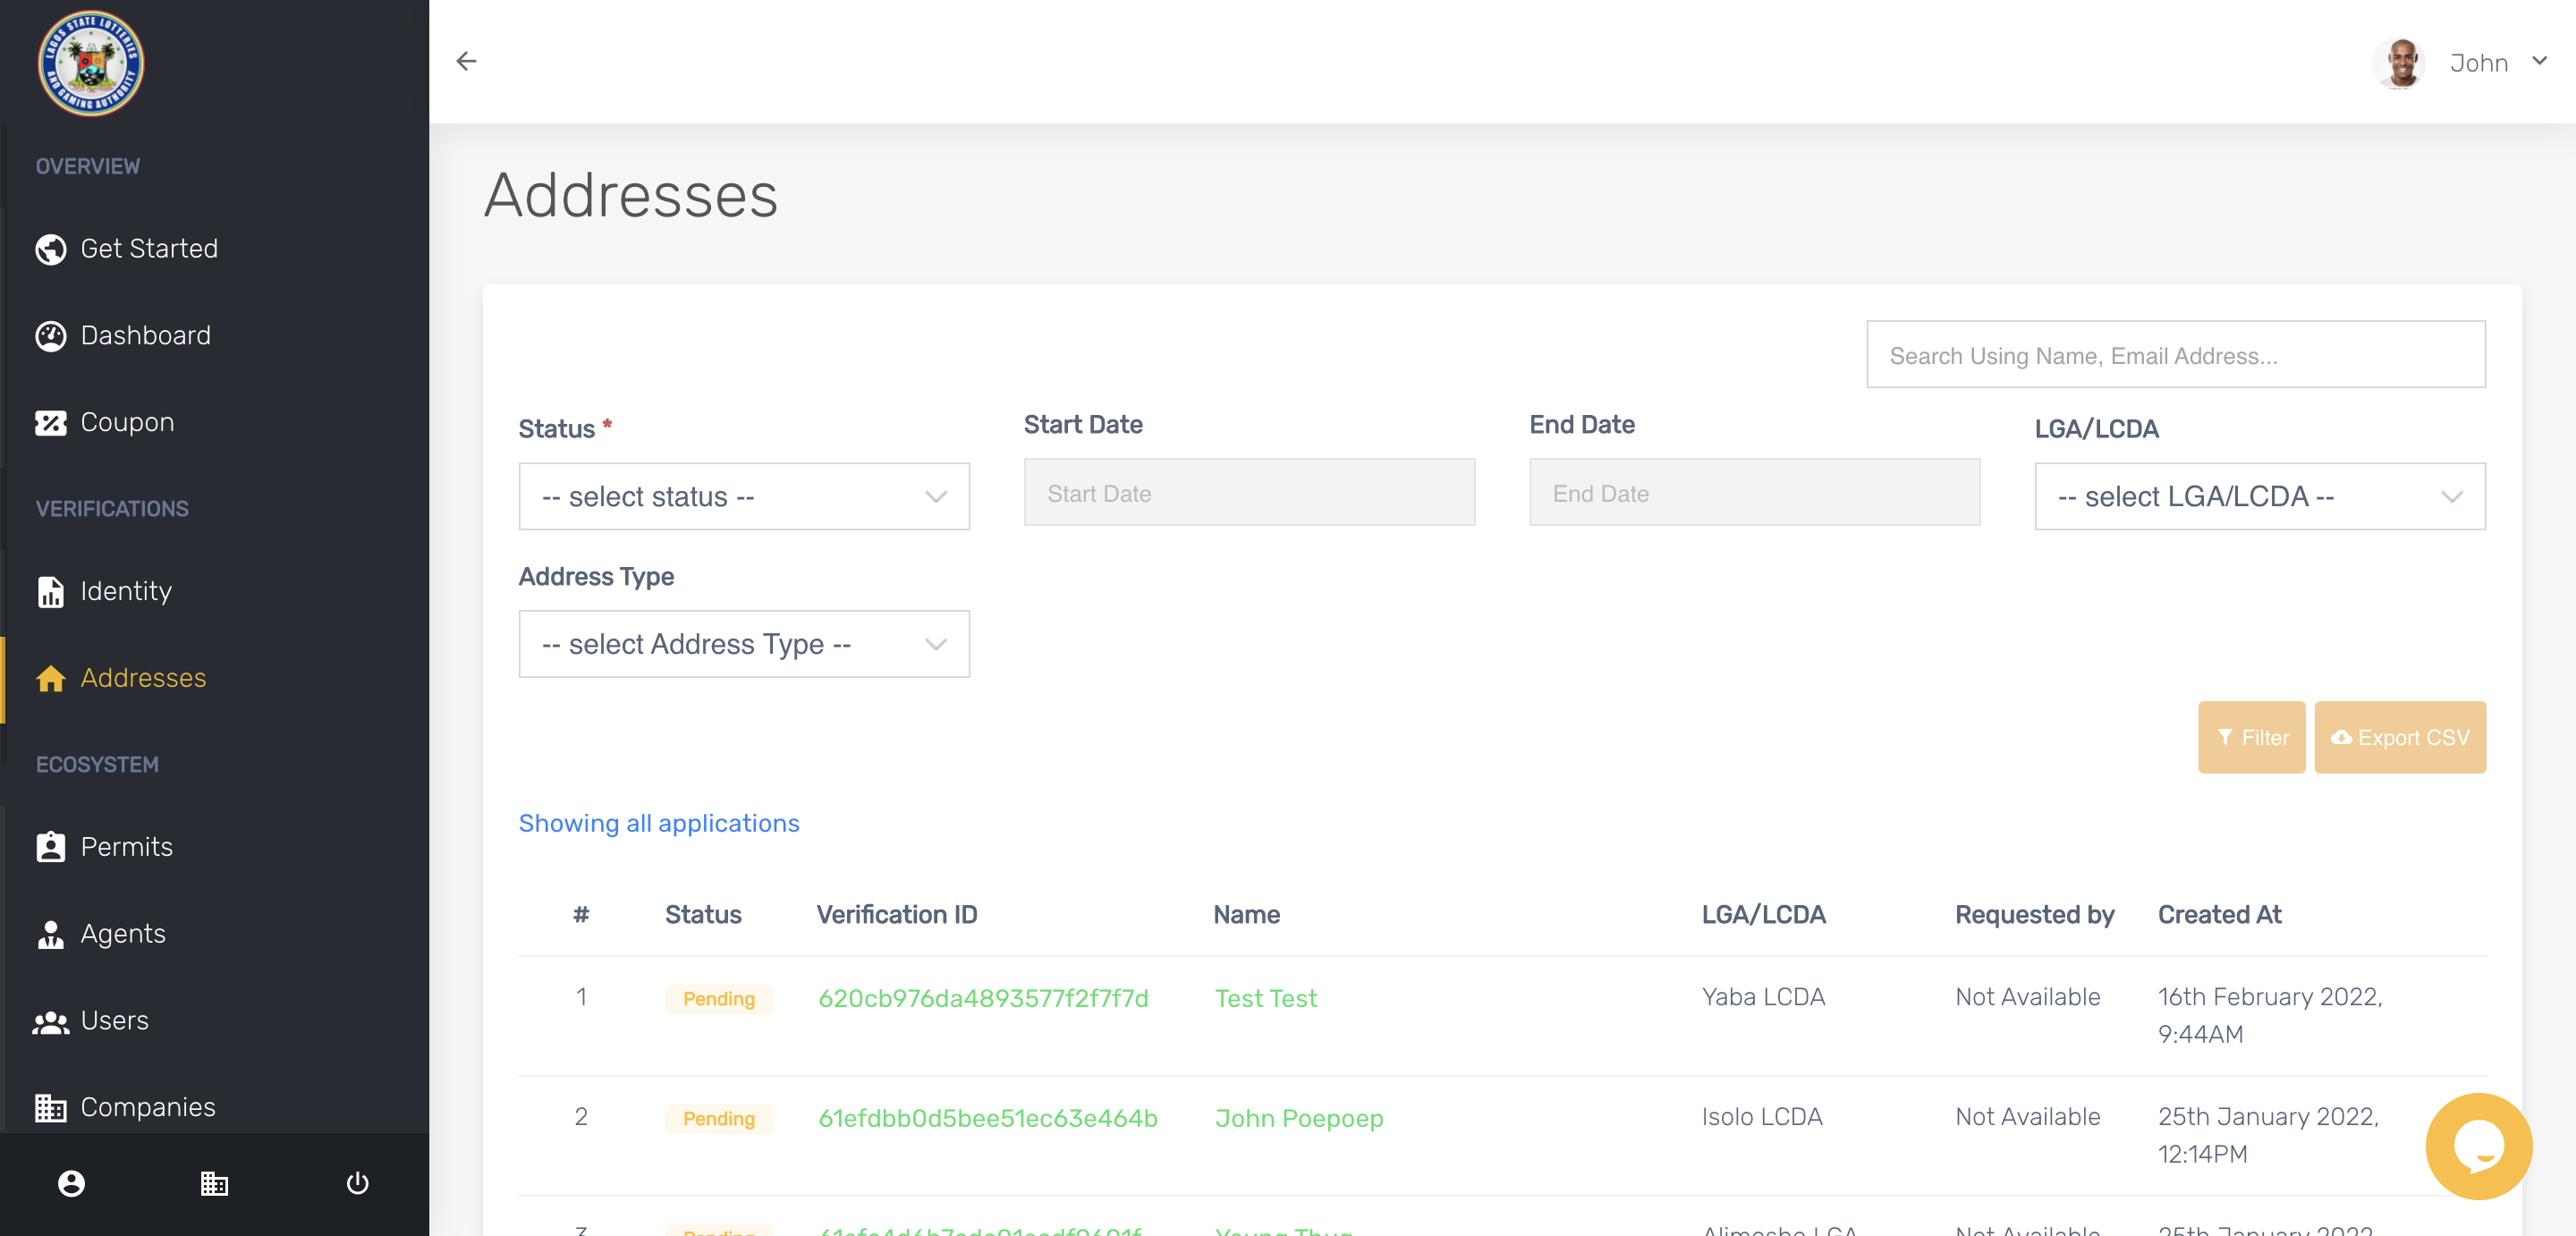 LAGOS STATE LOTTERIES
AND GAMING AUTHORITY
John
OVERVIEW
Get Started
Dashboard
Coupon
VERIFICATIONS
Identity
Addresses
ECOSYSTEM
Permits
Agents
Users
Companies
Addresses
Search Using Name, Email Address...
Status * Start Date End Date LGA/LCDA
-- select status -- Start Date End Date -- select LGA/LCDA --
Address Type
-- select Address Type --
Filter Export CSV
Showing all applications
# Status Verification ID Name LGA/LCDA Requested by Created At
1 Pending 620cb976da4893577f2f7f7d Test Test Yaba LCDA Not Available 16th February 2022,
9:44AM
2 Pending 61efdbb0d5bee51ec63e464b John Poepoep Isolo LCDA Not Available 25th January 2022,
12:14PM
3 Pending Young Thug Alimosho LGA Not Available 25th January 2022